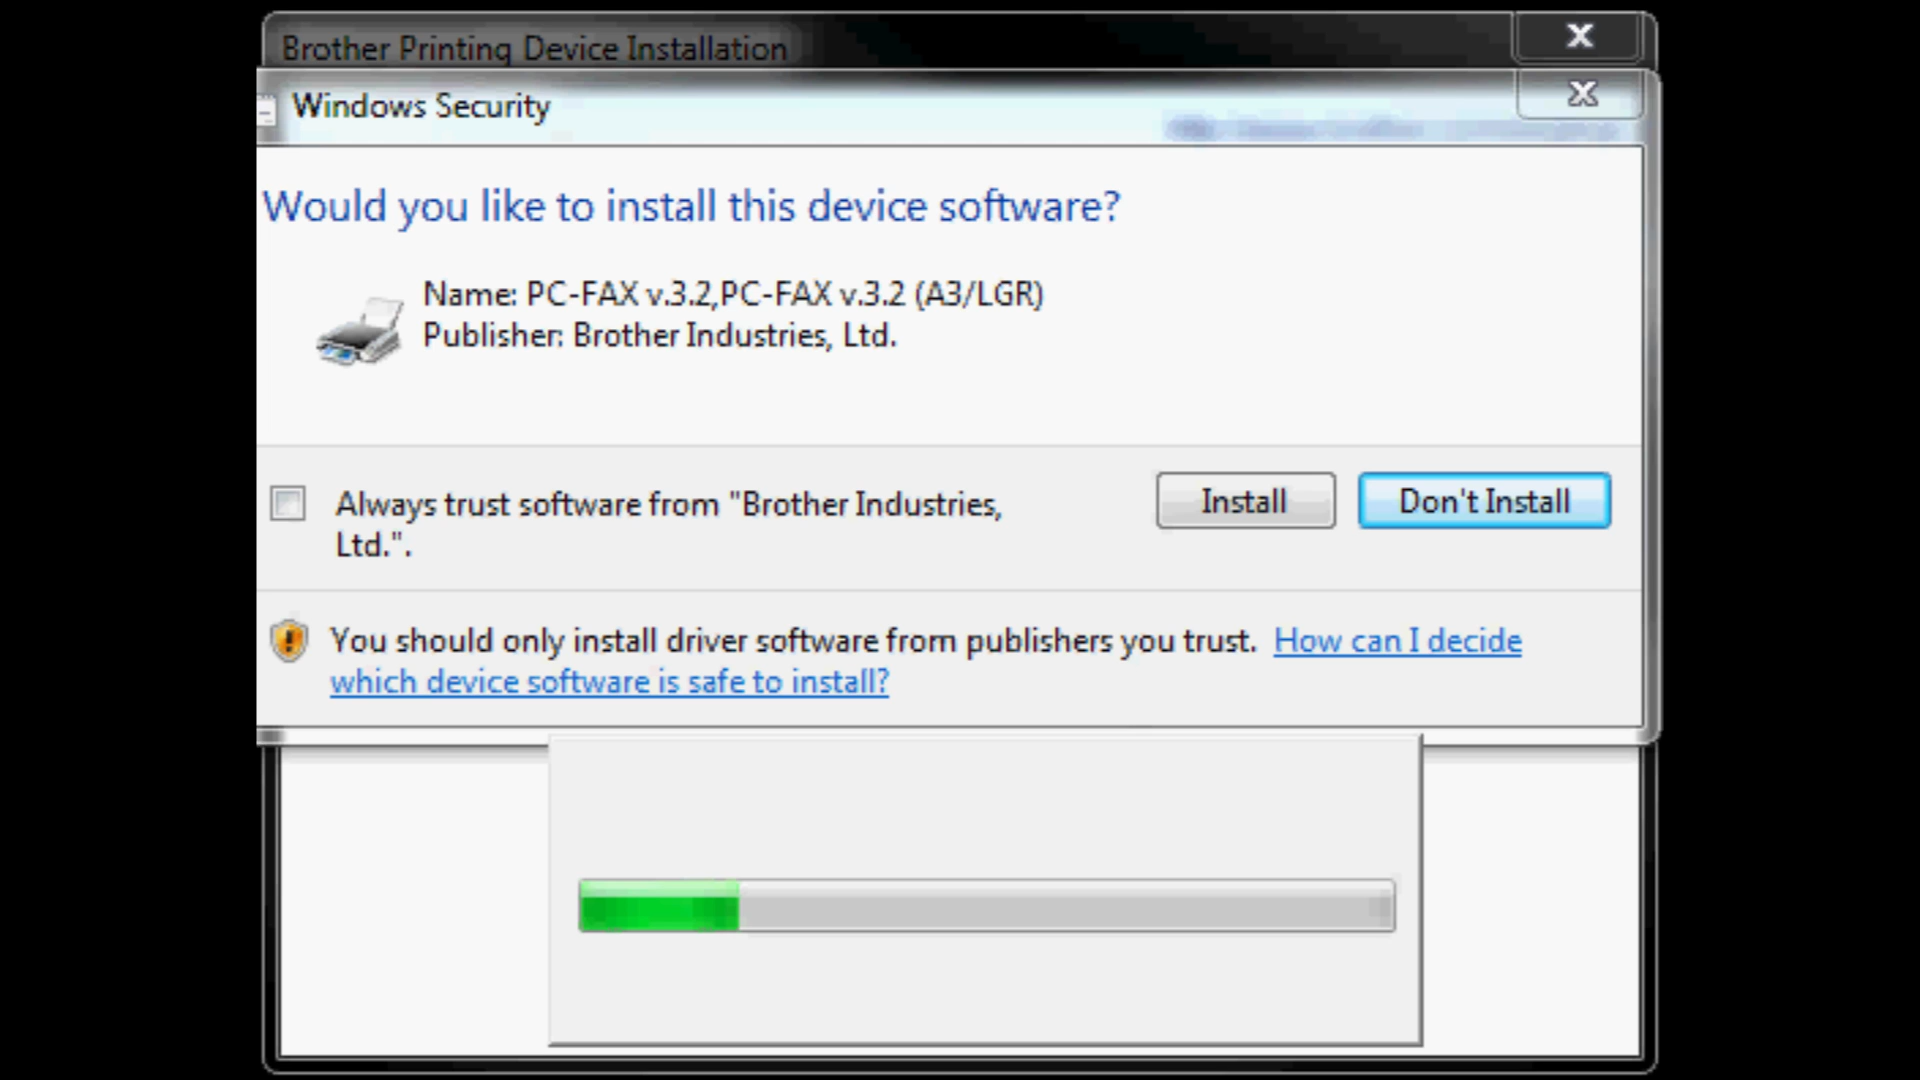 Brother Printing Device Installation
Windows Security
Would you like to install this device software?
Name: PC-FAX v.3.2,PC-FAX v.3.2 (A3/LGR)
Publisher: Brother Industries, Ltd.
Always trust software from "Brother Industries,
Ltd.".
Install
Don't Install
You should only install driver software from publishers you trust. How can I decide
which device software is safe to install?